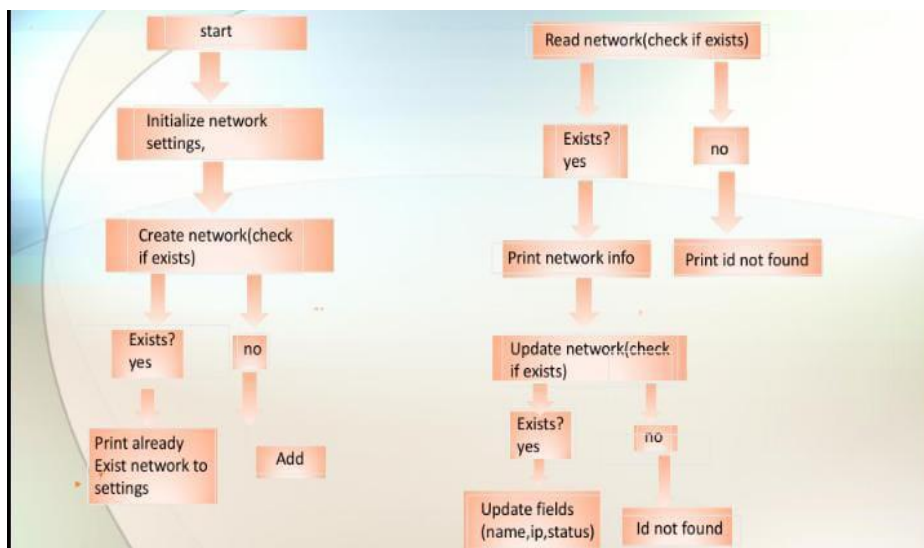 start
Initialize network
settings,
Create network(check
if exists)
Exists?
yes
no
Print already
Exist network to
settings
Add
Read network(check if exists)
Exists?
yes
no
Print network info
Print id not found
Update network(check
if exists)
Exists?
yes
no
Update fields
(name,ip,status)
Id not found